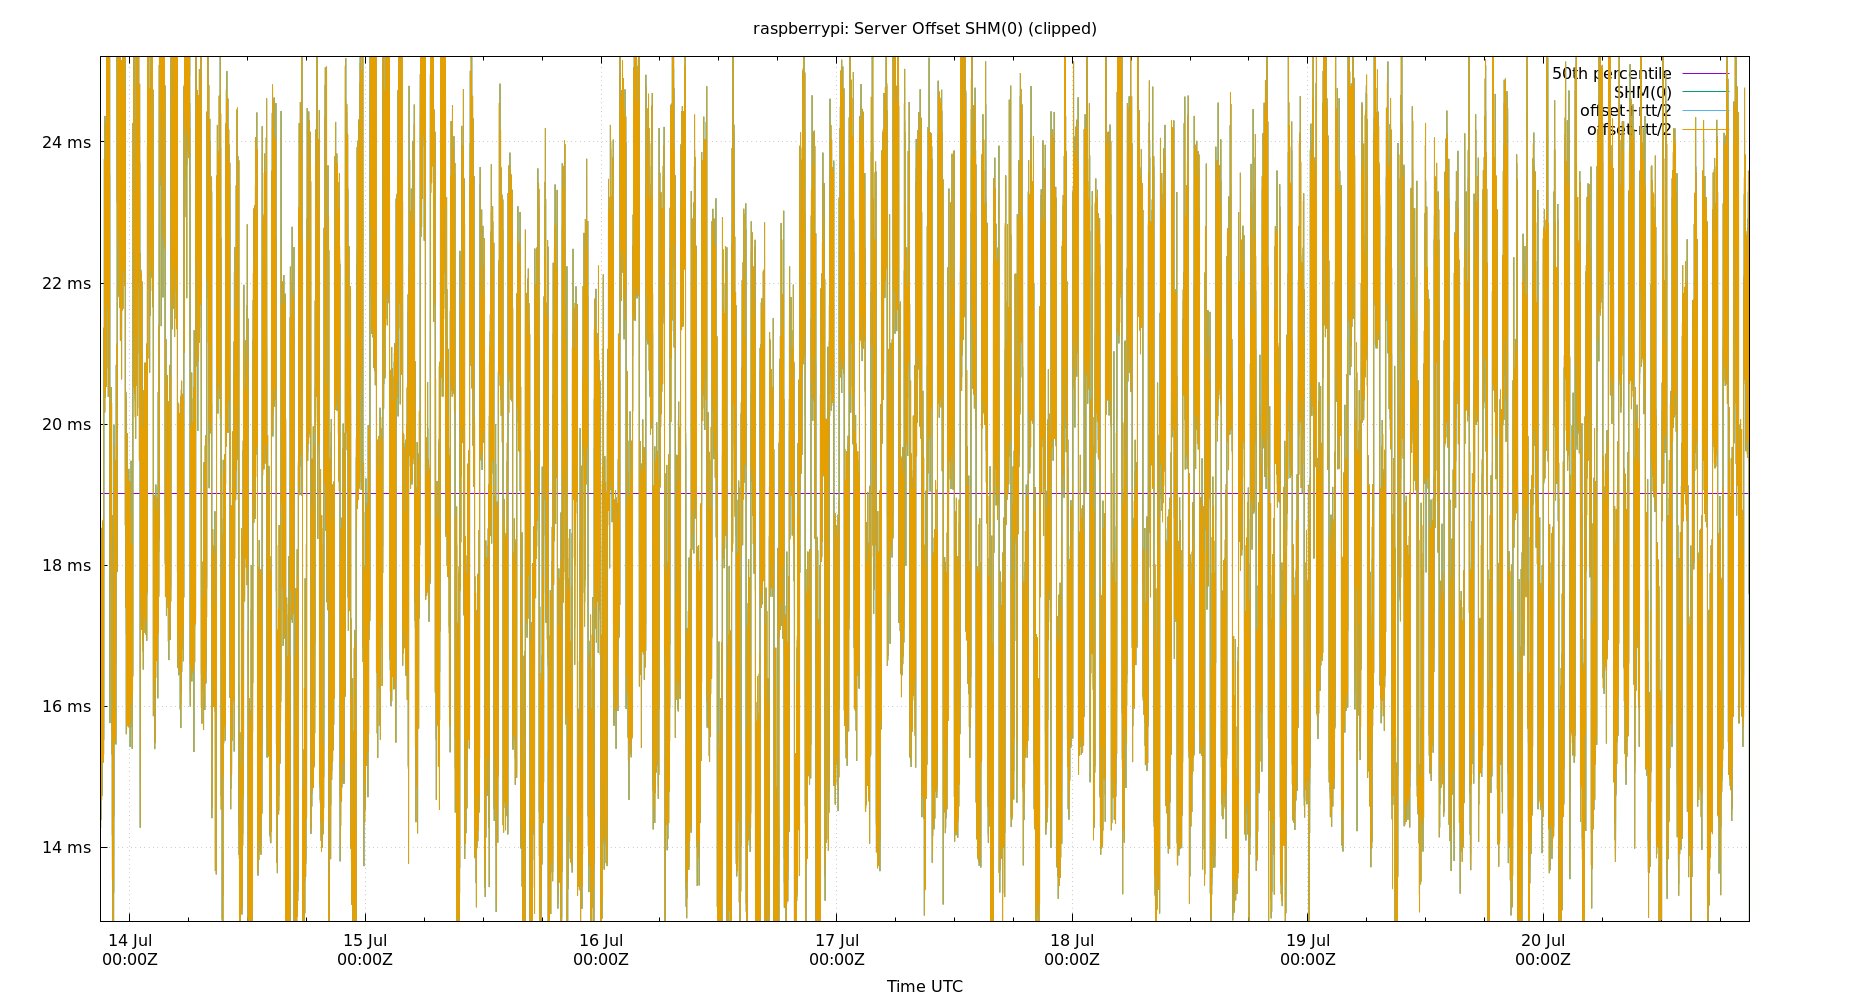 raspberrypi: Server Offset SHM(0) (clipped)
50th percentile
SHM(0)
offset+rtt/2
offset-rtt/2
24 ms
22 ms
20 ms
18 ms
16 ms
14 ms
14 Jul 15 Jul 16 Jul 17 Jul 18 Jul 19 Jul 20 Jul
00:00Z 00:00Z 00:00Z 00:00Z 00:00Z 00:00Z 00:00Z
Time UTC